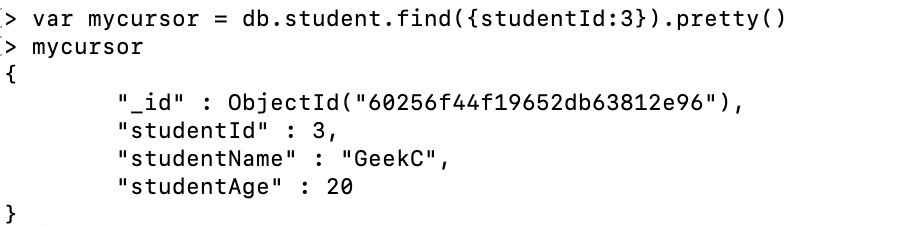 > var mycursor = db.student.find({studentId:3}).pretty()
> mycursor
{
        "_id" : ObjectId("60256f44f19652db63812e96"),
        "studentId" : 3,
        "studentName" : "GeekC",
        "studentAge" : 20
}